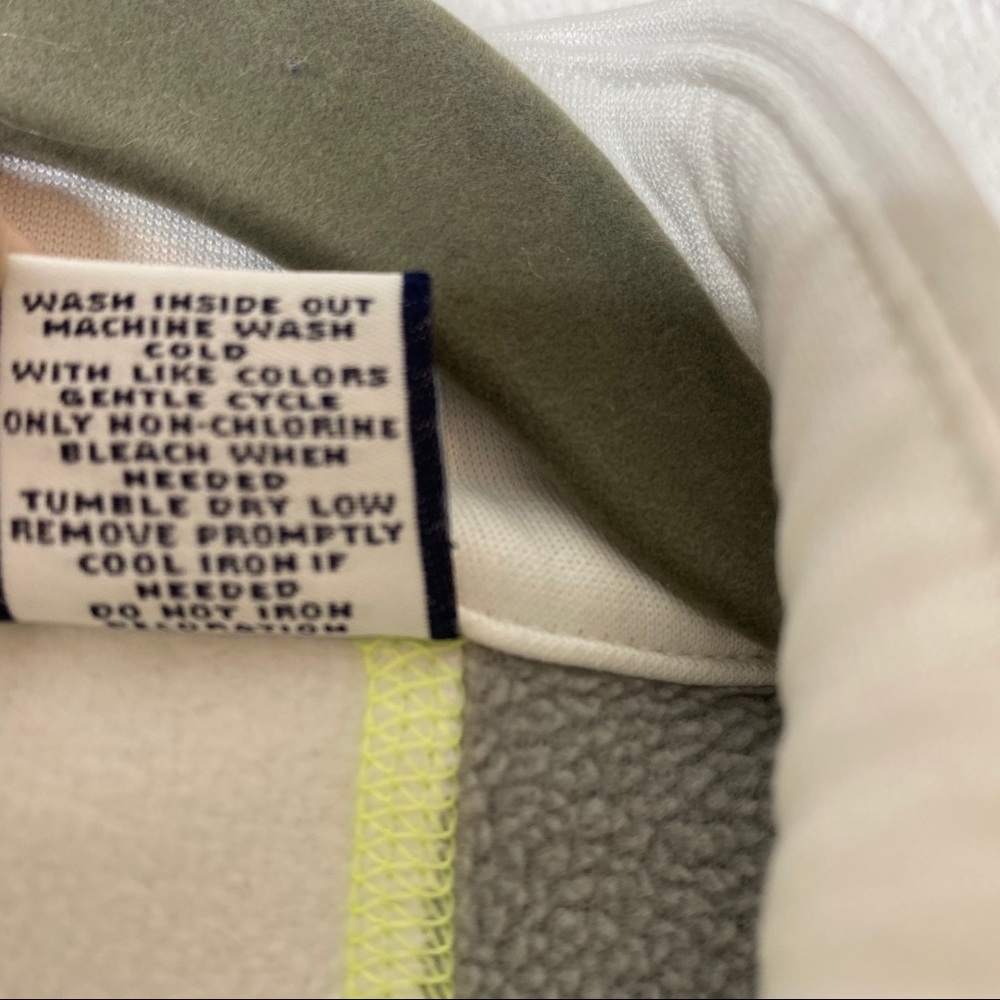 WASH INSIDE OUT
MACHINE WASH
COLD
WITH LIKE COLORS
GENTLE CYCLE
ONLY NON-CHLORINE
BLEACH WHEN
NEEDED
TUMBLE DRY LOW
REMOVE PROMPTLY
COOL IRON IF
NEEDED
DO NOT IRON
DECORATION